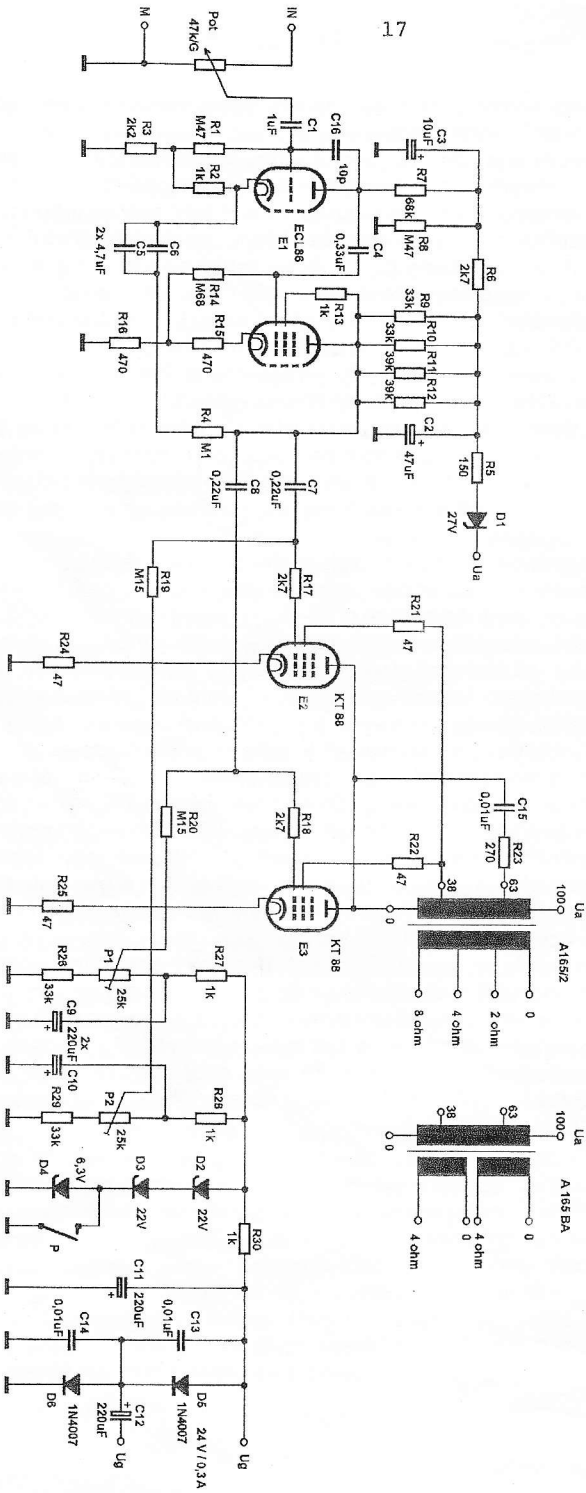 17
IN
M
Pot
47k/G
C1
1uF
C16
10p
C3
10uF
+
R1
M47
R2
1k
R3
2k2
ECL86
E1
R7
68k
R8
M47
R6
2k7
C4
0,33uF
C6
C5
2x 4,7uF
R14
M68
R13
1k
R15
470
R16
470
R9
33k
R10
33k
R11
39k
R12
39k
C2
47uF
+
R5
150
D1
27V
Ua
R4
M1
C7
0,22uF
C8
0,22uF
R17
2k7
R19
M15
R21
47
KT 88
E2
R24
47
R18
2k7
R20
M15
R22
47
KT 88
E3
R25
47
C15
0,01uF
R23
270
Ua
100
63
38
0
A165/2
0
2 ohm
4 ohm
8 ohm
Ua
100
63
38
0
A 165 BA
0
4 ohm
0
4 ohm
R27
1k
P1
25k
R26
33k
C9
2x
220uF
C10
+
+
R28
1k
P2
25k
R29
33k
D2
22V
D3
22V
D4
6,3V
P
R30
1k
C11
220uF
+
C13
0,01uF
C14
0,01uF
D5
1N4007
D6
1N4007
C12
220uF
+
24 V / 0,3A
Ug
Ug